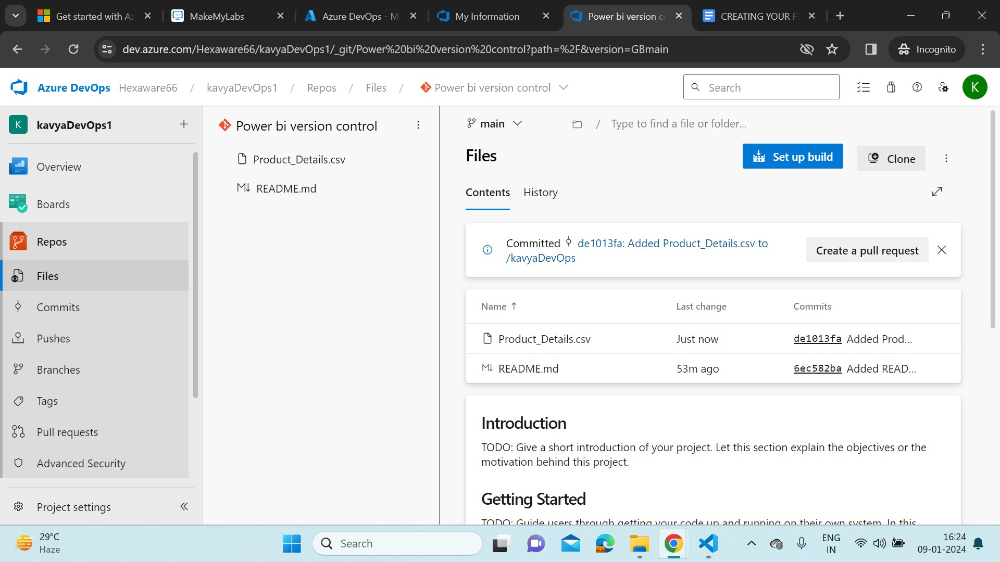 Get started with Az
MakeMyLabs
Azure DevOps - Mi
My Information
Power bi version co
CREATING YOUR F
dev.azure.com/Hexaware66/kavyaDevOps1/_git/Power%20bi%20version%20control?path=%2F&version=GBmain
Incognito
Azure DevOps Hexaware66 / kavyaDevOps1 / Repos / Files / Power bi version control
Search
K
K kavyaDevOps1
Overview
Boards
Repos
Files
Commits
Pushes
Branches
Tags
Pull requests
Advanced Security
Project settings
Power bi version control
Product_Details.csv
M↓ README.md
main
/ Type to find a file or folder...
Files
Set up build
Clone
Contents History
Committed de1013fa: Added Product_Details.csv to
/kavyaDevOps
Create a pull request
Name ↑ Last change Commits
Product_Details.csv Just now de1013fa Added Prod...
M↓ README.md 53m ago 6ec582ba Added READ...
Introduction
TODO: Give a short introduction of your project. Let this section explain the objectives or the
motivation behind this project.
Getting Started
TODO: Guide users through getting your code up and running on their own system. In this
29°C
Haze
Search
ENG
IN
16:24
09-01-2024